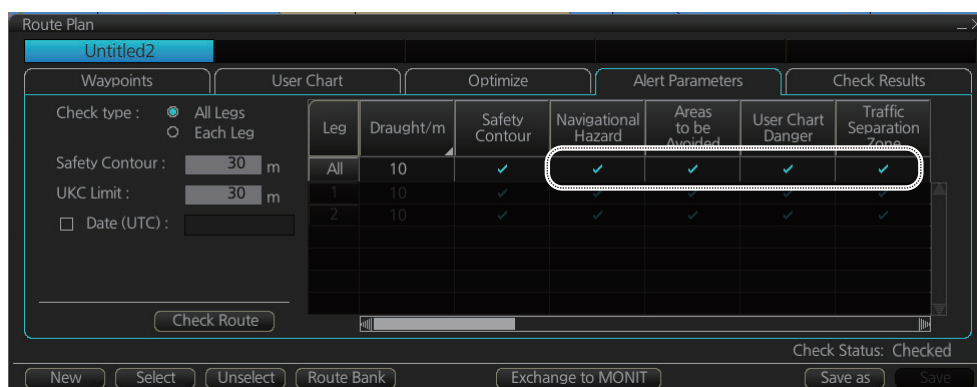 Route Plan
Untitled2
Waypoints User Chart Optimize Alert Parameters Check Results
Check type : All Legs
Each Leg
Safety Contour : 30 m
UKC Limit : 30 m
Date (UTC) :
Check Route
Leg Draught/m Safety Contour Navigational Hazard Areas to be Avoided User Chart Danger Traffic Separation Zone
All 10
1 10
2 10
Check Status: Checked
New Select Unselect Route Bank Exchange to MONIT Save as Save